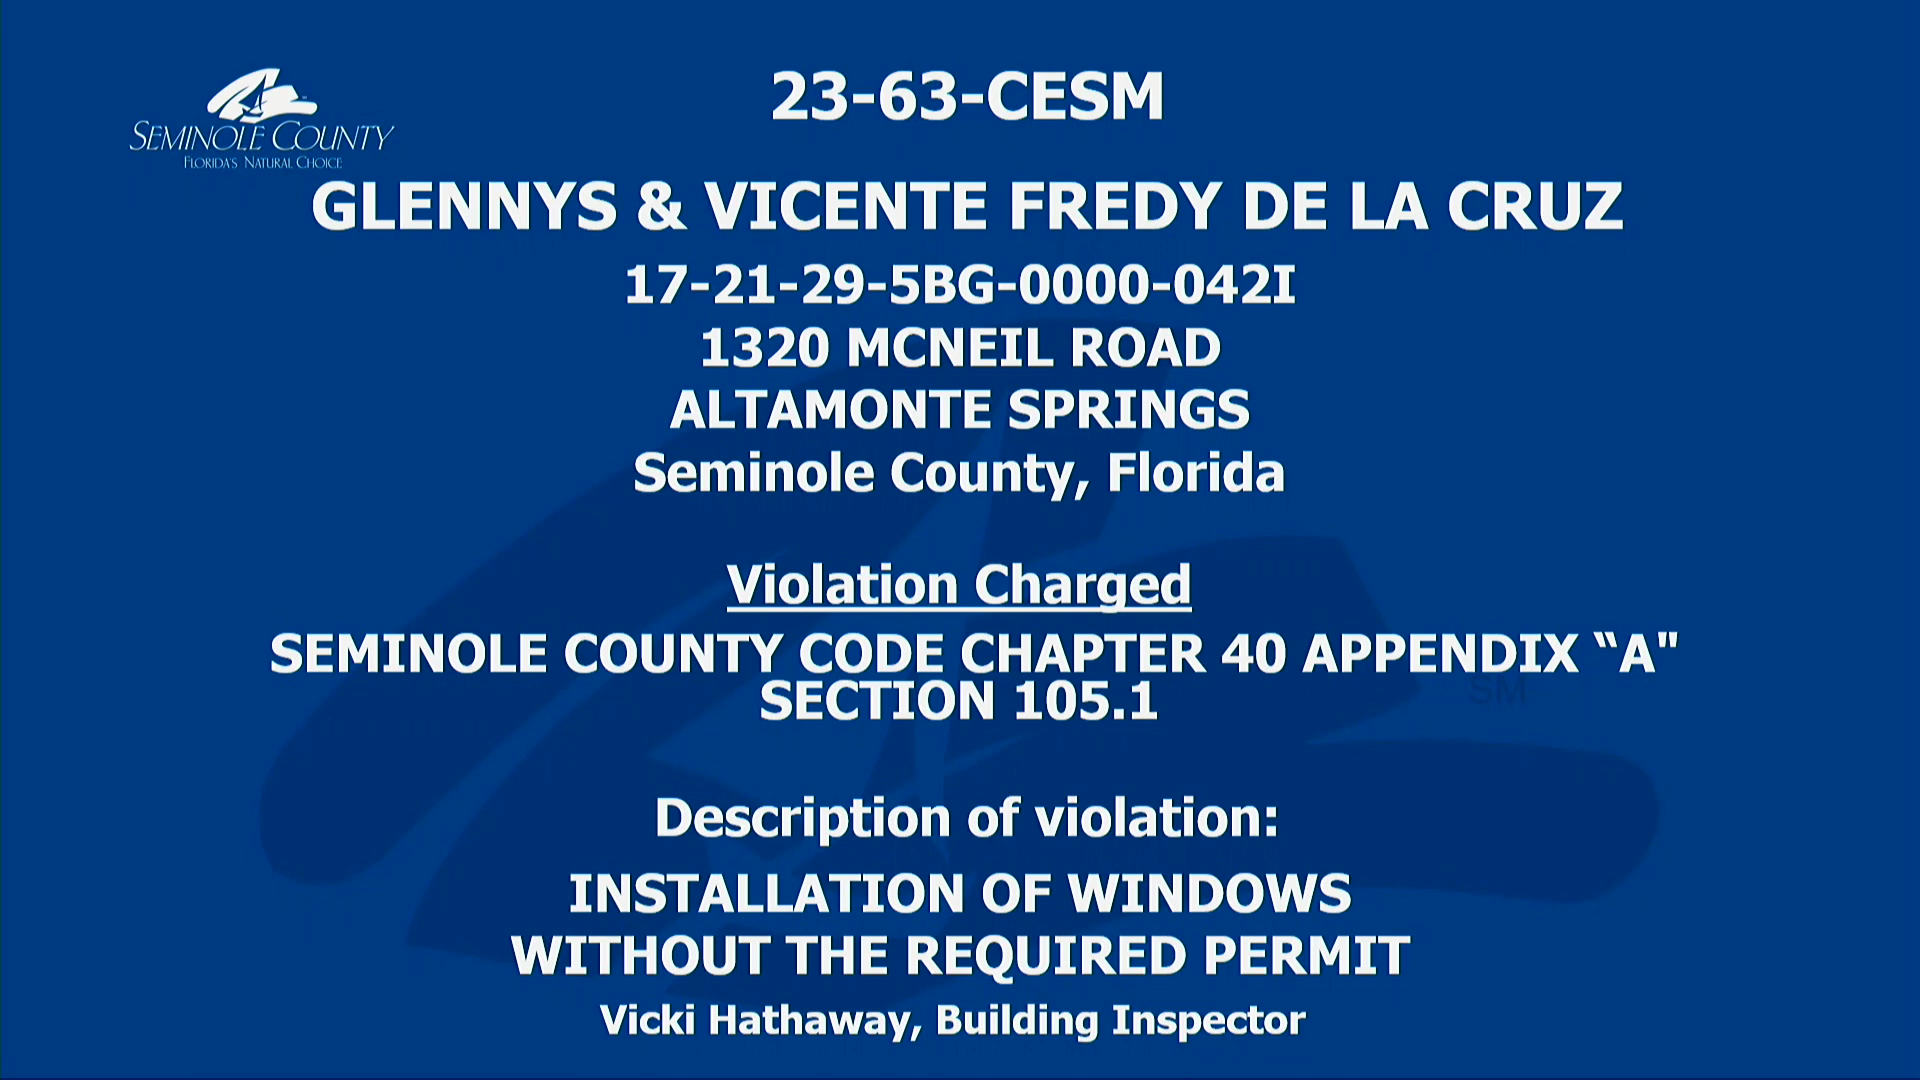 23-63-CESM
SEMINOLE COUNTY
FLORIDA'S NATURAL CHOICE
GLENNYS & VICENTE FREDY DE LA CRUZ
17-21-29-5BG-0000-042I
1320 MCNEIL ROAD
ALTAMONTE SPRINGS
Seminole County, Florida
Violation Charged
SEMINOLE COUNTY CODE CHAPTER 40 APPENDIX “A"
SECTION 105.1
SM
Description of violation:
INSTALLATION OF WINDOWS
WITHOUT THE REQUIRED PERMIT
Vicki Hathaway, Building Inspector